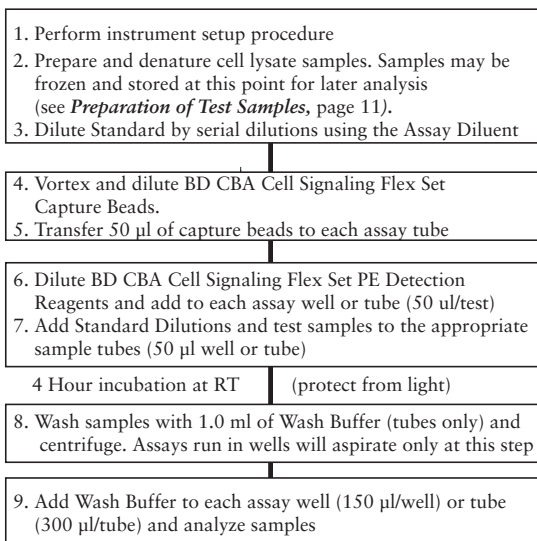 1. Perform instrument setup procedure
2. Prepare and denature cell lysate samples. Samples may be
frozen and stored at this point for later analysis
(see Preparation of Test Samples, page 11).
3. Dilute Standard by serial dilutions using the Assay Diluent
4. Vortex and dilute BD CBA Cell Signaling Flex Set
Capture Beads.
5. Transfer 50 µl of capture beads to each assay tube
6. Dilute BD CBA Cell Signaling Flex Set PE Detection
Reagents and add to each assay well or tube (50 ul/test)
7. Add Standard Dilutions and test samples to the appropriate
sample tubes (50 µl well or tube)
4 Hour incubation at RT (protect from light)
8. Wash samples with 1.0 ml of Wash Buffer (tubes only) and
centrifuge. Assays run in wells will aspirate only at this step
9. Add Wash Buffer to each assay well (150 µl/well) or tube
(300 µl/tube) and analyze samples